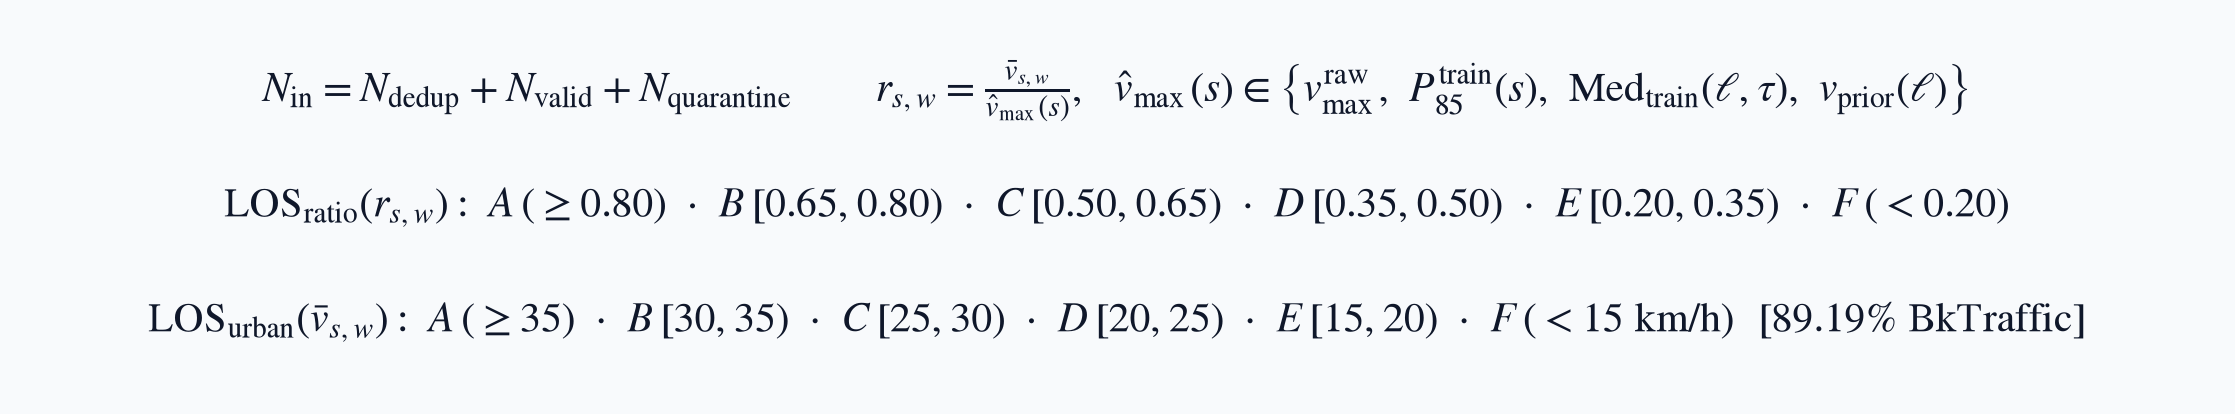 N_in = N_dedup + N_valid + N_quarantine    r_{s,w} = v̄_{s,w} / v̂_max(s),  v̂_max(s) ∈ {v_max^raw, P_85^train(s), Med_train(ℓ, τ), v_prior(ℓ)}
LOS_ratio(r_{s,w}) : A (≥ 0.80) · B [0.65, 0.80) · C [0.50, 0.65) · D [0.35, 0.50) · E [0.20, 0.35) · F (< 0.20)
LOS_urban(v̄_{s,w}) : A (≥ 35) · B [30, 35) · C [25, 30) · D [20, 25) · E [15, 20) · F (< 15 km/h) [89.19% BkTraffic]